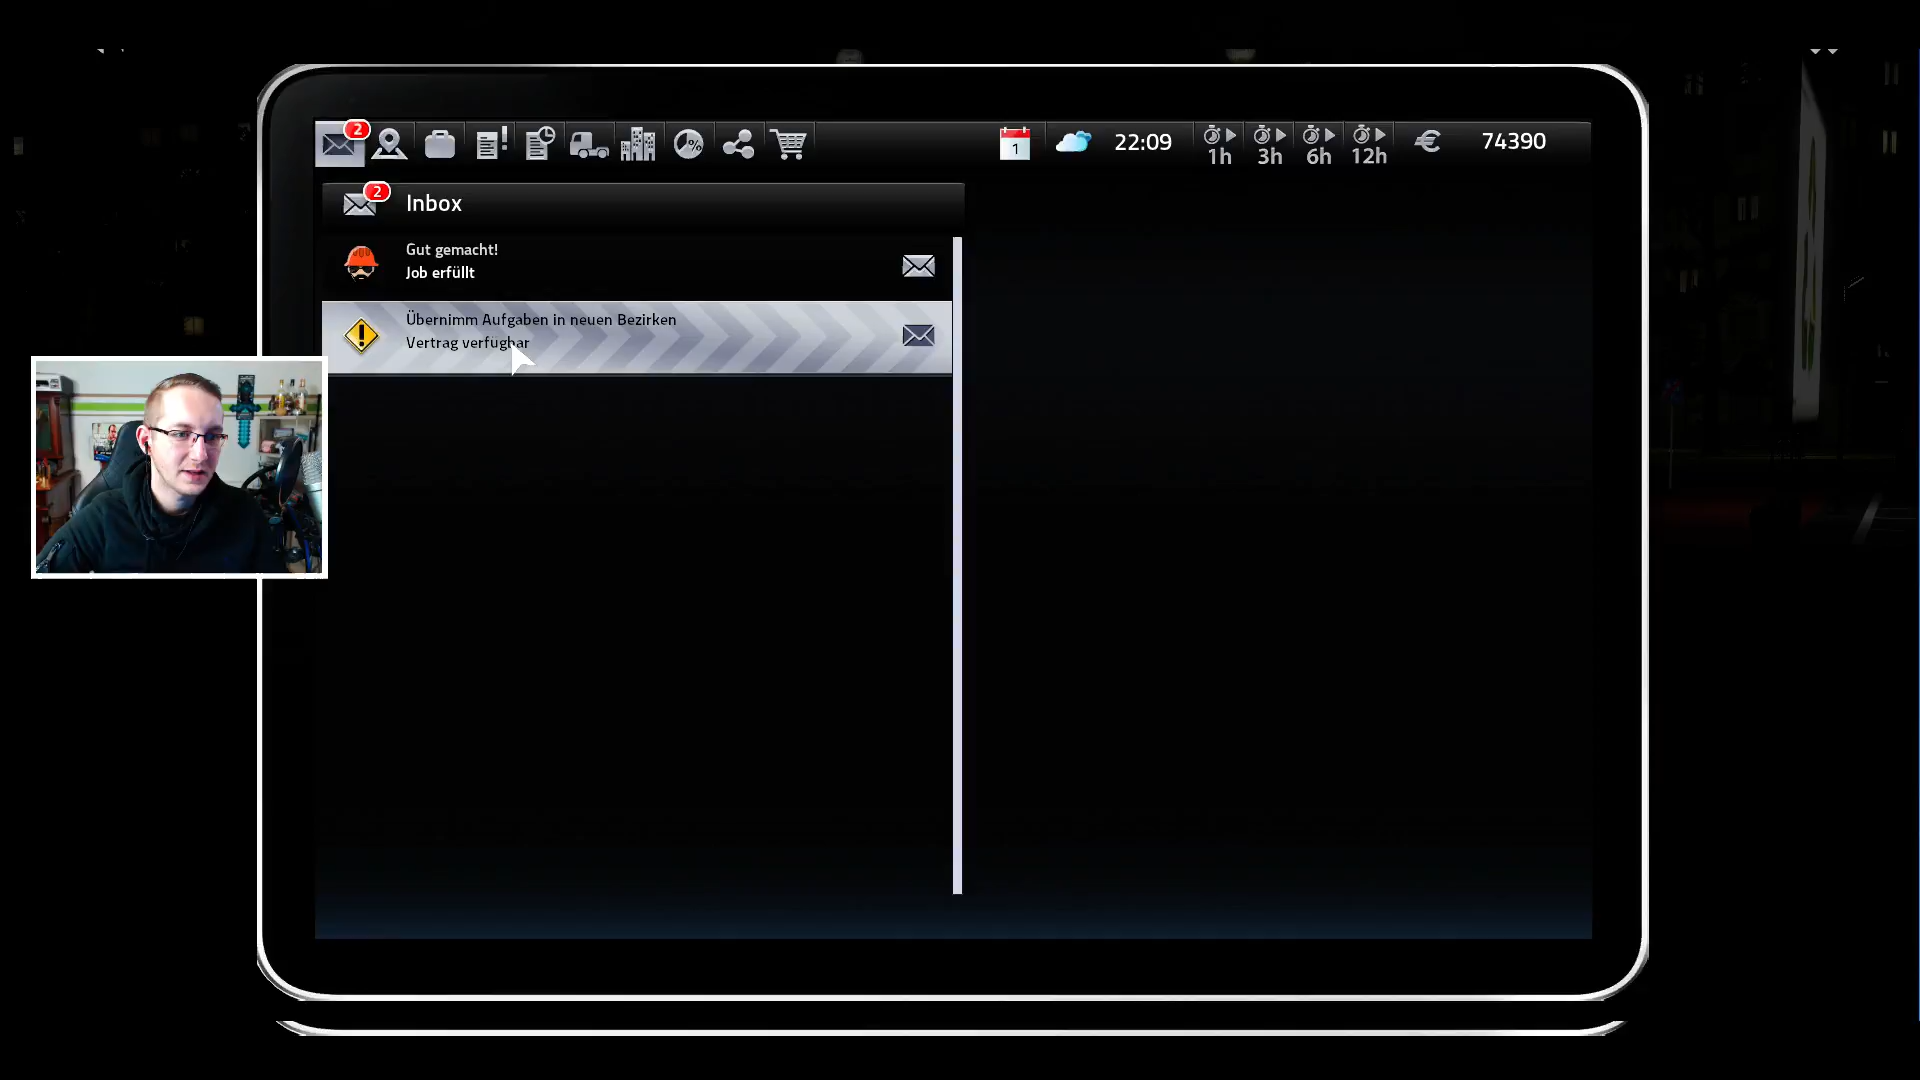 2
1
22:09
1h
3h
6h
12h
€
74390
2
Inbox
Gut gemacht!
Job erfüllt
Übernimm Aufgaben in neuen Bezirken
Vertrag verfügbar